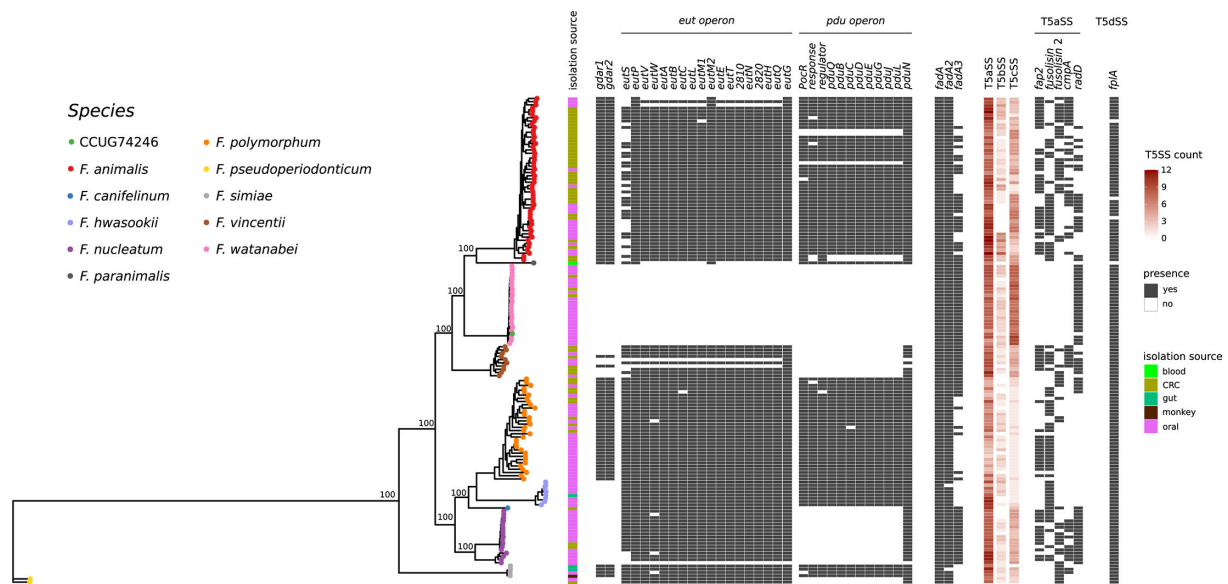 eut operon
pdu operon
T5aSS
T5dSS
isolation source
gdar1
gdar2
eutS
eutP
eutV
eutW
eutA
eutB
eutC
eutL
eutM1
eutM2
eutE
eutT
2810
eutN
2820
eutH
eutQ
eutG
PocR
response
regulator
pduQ
pduB
pduC
pduD
pduE
pduG
pduJ
pduL
pduN
fadA
fadA2
fadA3
T5aSS
T5bSS
T5cSS
fap2
fusolisin
fusolisin 2
cmpA
radD
fplA
Species
CCUG74246
F. animalis
F. canifelinum
F. hwasookii
F. nucleatum
F. paranimalis
F. polymorphum
F. pseudoperiodonticum
F. simiae
F. vincentii
F. watanabei
100
100
100
100
100
100
100
100
100
T5SS count
12
9
6
3
0
presence
yes
no
isolation source
blood
CRC
gut
monkey
oral